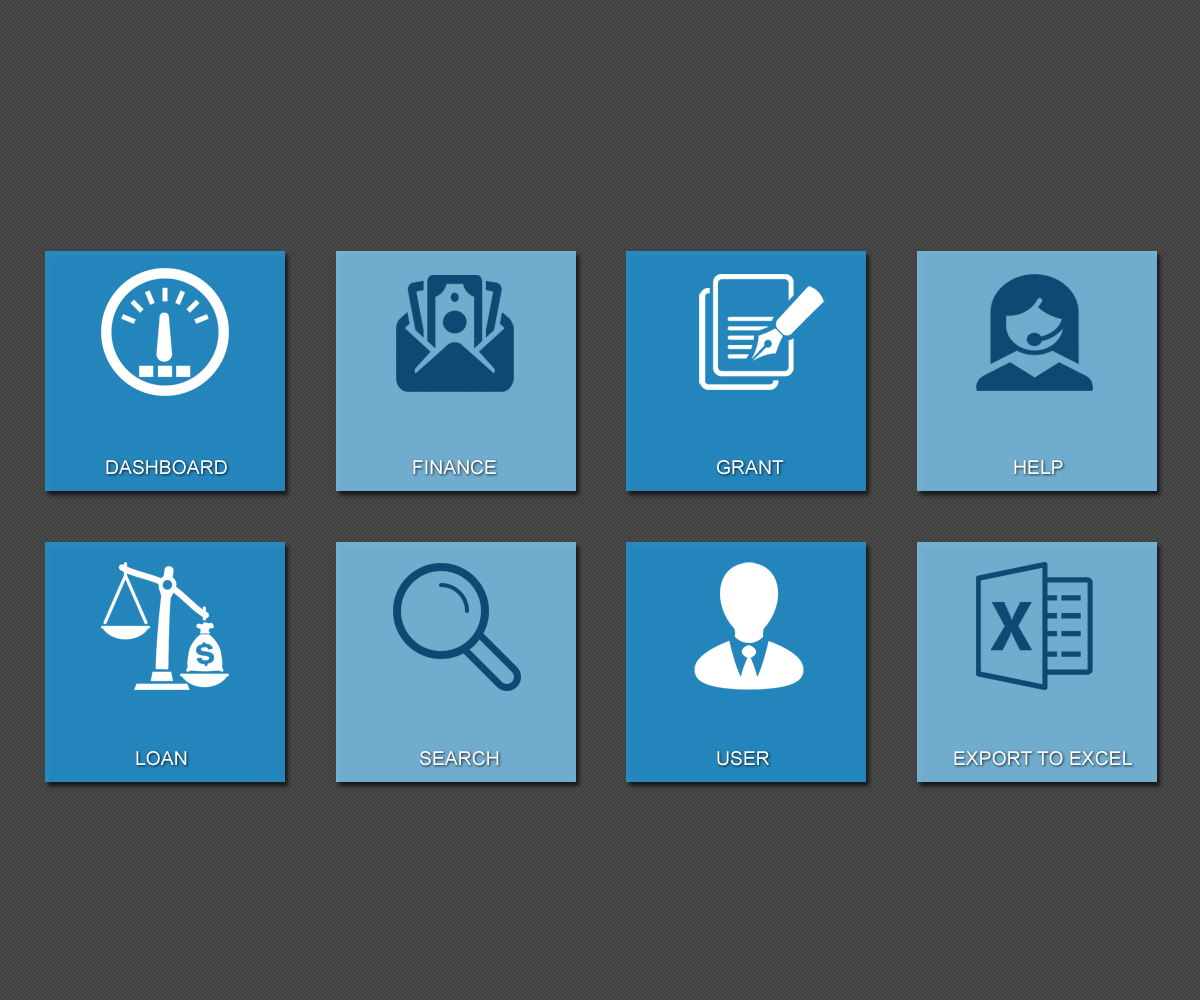 DASHBOARD
FINANCE
GRANT
HELP
$
X
LOAN
SEARCH
USER
EXPORT TO EXCEL